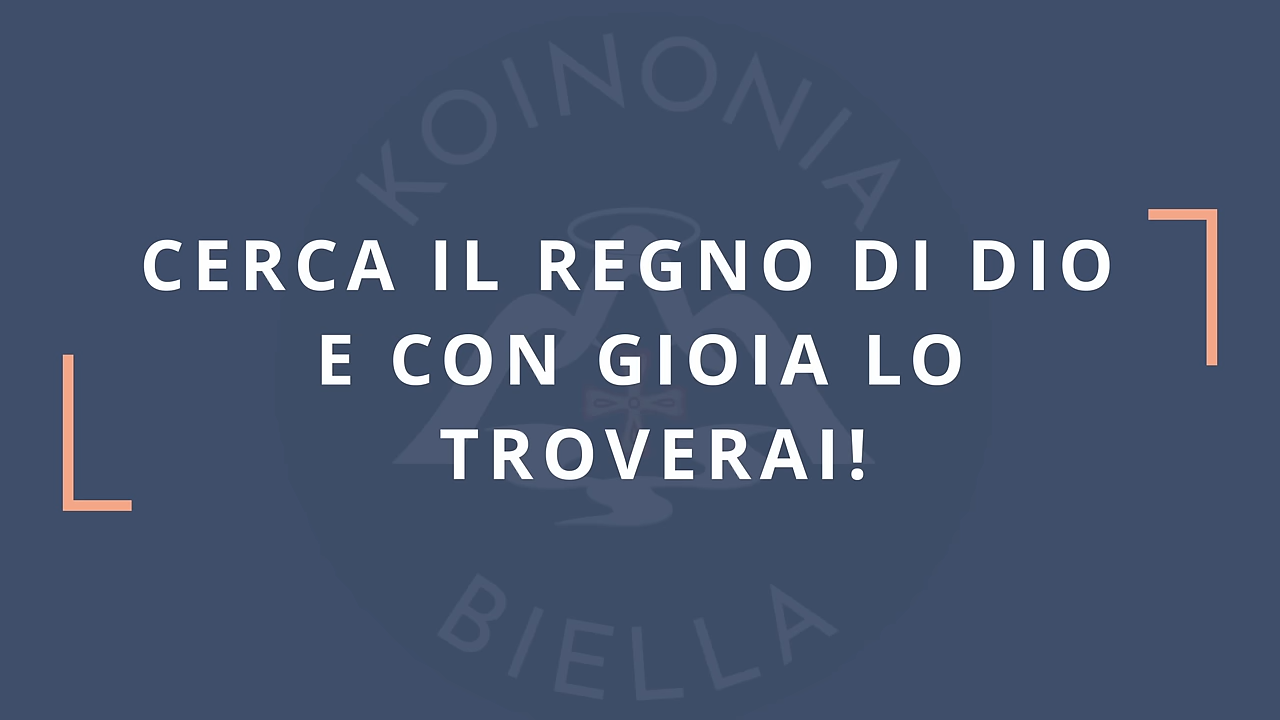 KOINONIA
CERCA IL REGNO DI DIO
E CON GIOIA LO
TROVERAI!
BIELLA